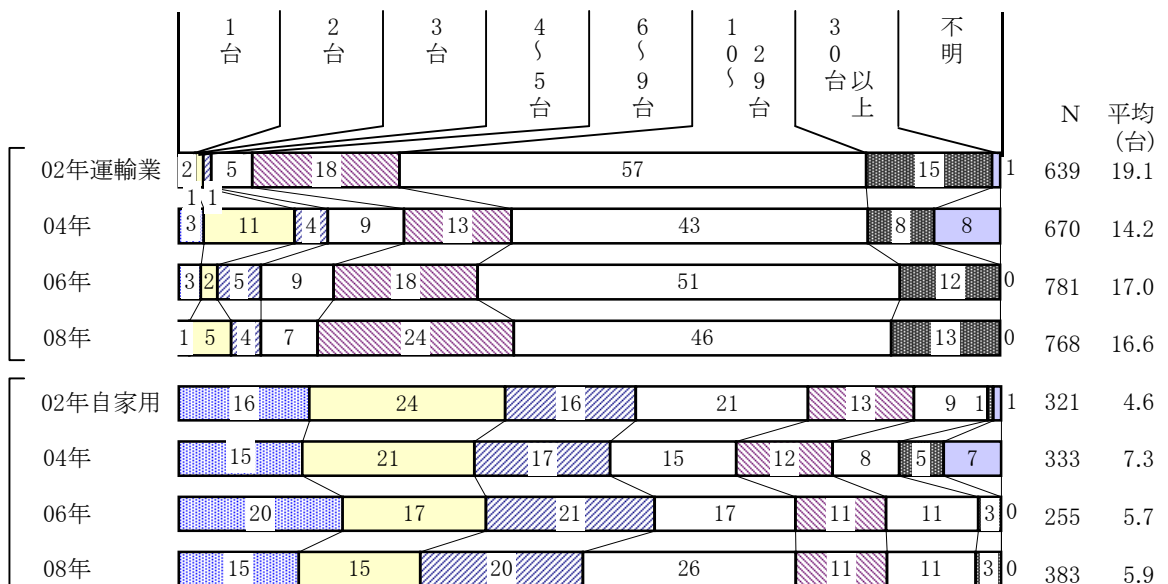 1台 2台 3台 4～5台 6～9台 10～29台 30台以上 不明
N 平均(台)
02年運輸業 2 1 1 5 18 57 15 1 639 19.1
04年 3 11 4 9 13 43 8 8 670 14.2
06年 3 2 5 9 18 51 12 0 781 17.0
08年 1 5 4 7 24 46 13 0 768 16.6
02年自家用 16 24 16 21 13 9 1 1 321 4.6
04年 15 21 17 15 12 8 5 7 333 7.3
06年 20 17 21 17 11 11 3 0 255 5.7
08年 15 15 20 26 11 11 3 0 383 5.9